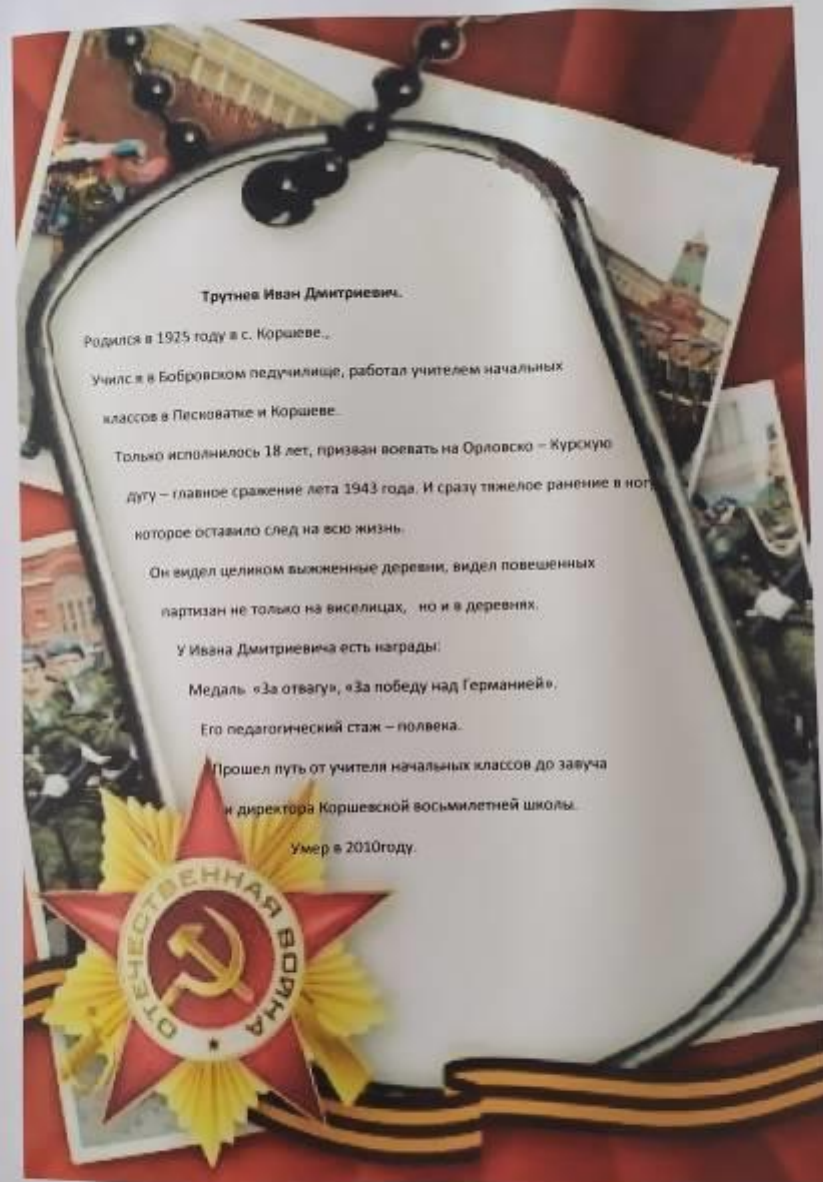 Трутнев Иван Дмитриевич.
Родился в 1925 году в с. Коршеве.,
Училс я в Бобровском педучилище, работал учителем начальных
классов в Песковатке и Коршеве.
Только исполнилось 18 лет, призван воевать на Орловско – Курскую
дугу – главное сражение лета 1943 года. И сразу тяжелое ранение в ногу
которое оставило след на всю жизнь.
Он видел целиком выжженные деревни, видел повешенных
партизан не только на виселицах, но и в деревнях.
У Ивана Дмитриевича есть награды:
Медаль «За отвагу», «За победу над Германией».
Его педагогический стаж – полвека.
Прошел путь от учителя начальных классов до завуча
и директора Коршевской восьмилетней школы.
Умер в 2010году.
ОТЕЧЕСТВЕННАЯ ВОЙНА